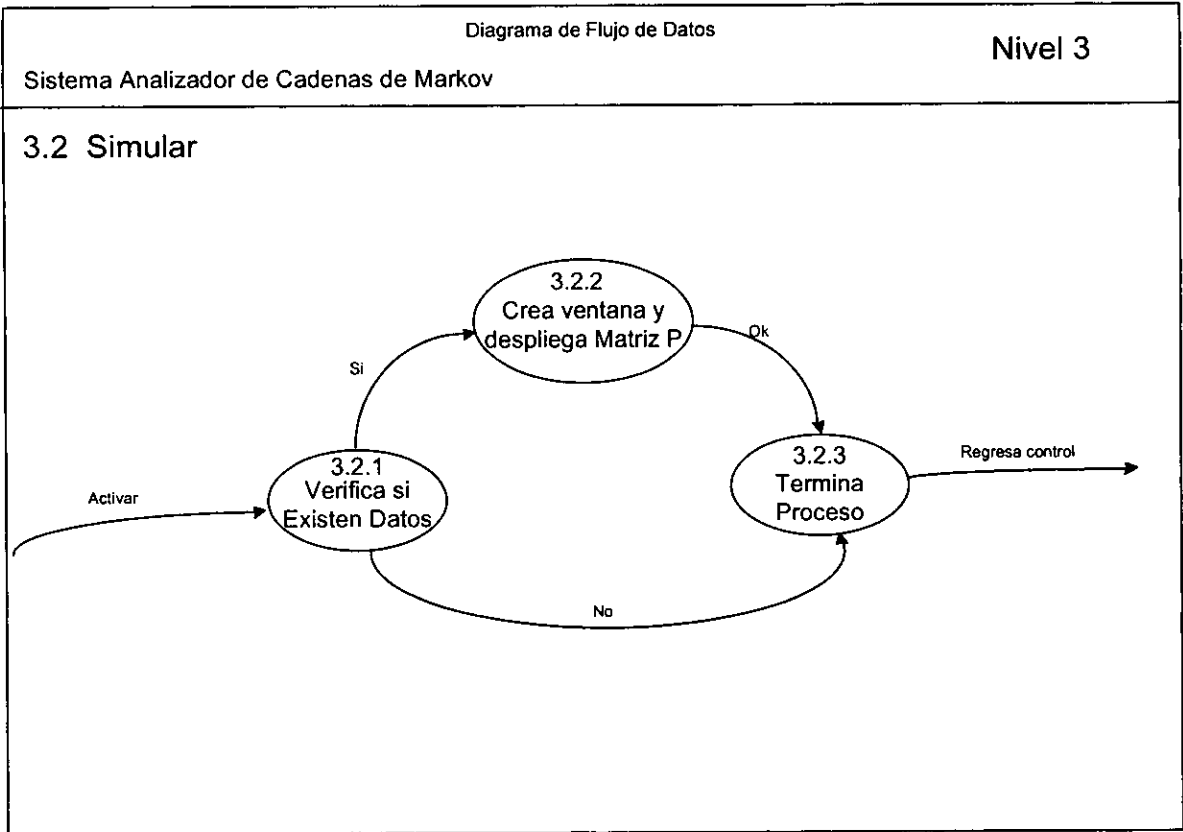 Diagrama de Flujo de Datos
Nivel 3
Sistema Analizador de Cadenas de Markov
3.2 Simular
3.2.2
Crea ventana y
despliega Matriz P
Ok
Si
3.2.1
Verifica si
Existen Datos
Activar
3.2.3
Termina
Proceso
Regresa control
No